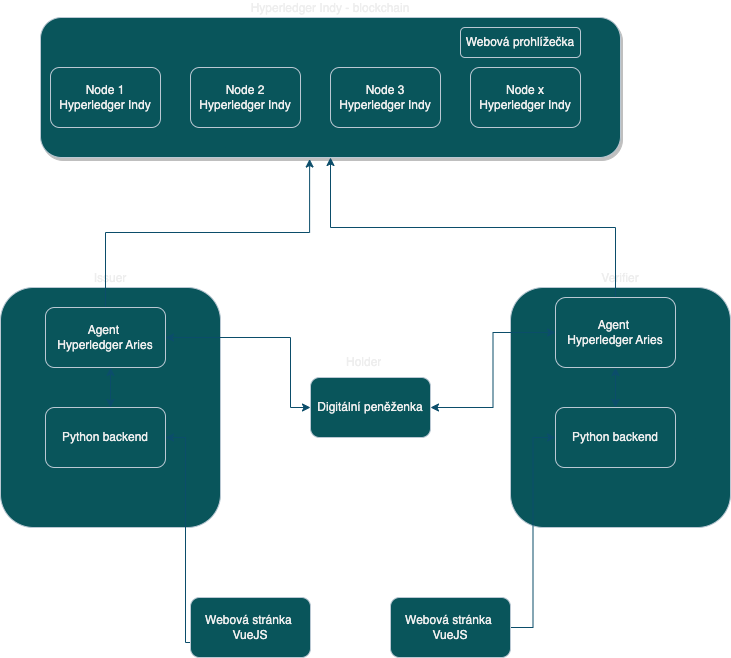 Hyperledger Indy - blockchain
Webová prohlížečka
Node 1
Hyperledger Indy
Node 2
Hyperledger Indy
Node 3
Hyperledger Indy
Node x
Hyperledger Indy
Issuer
Verifier
Agent
Hyperledger Aries
Agent
Hyperledger Aries
Holder
Digitální peněženka
Python backend
Python backend
Webová stránka
VueJS
Webová stránka
VueJS